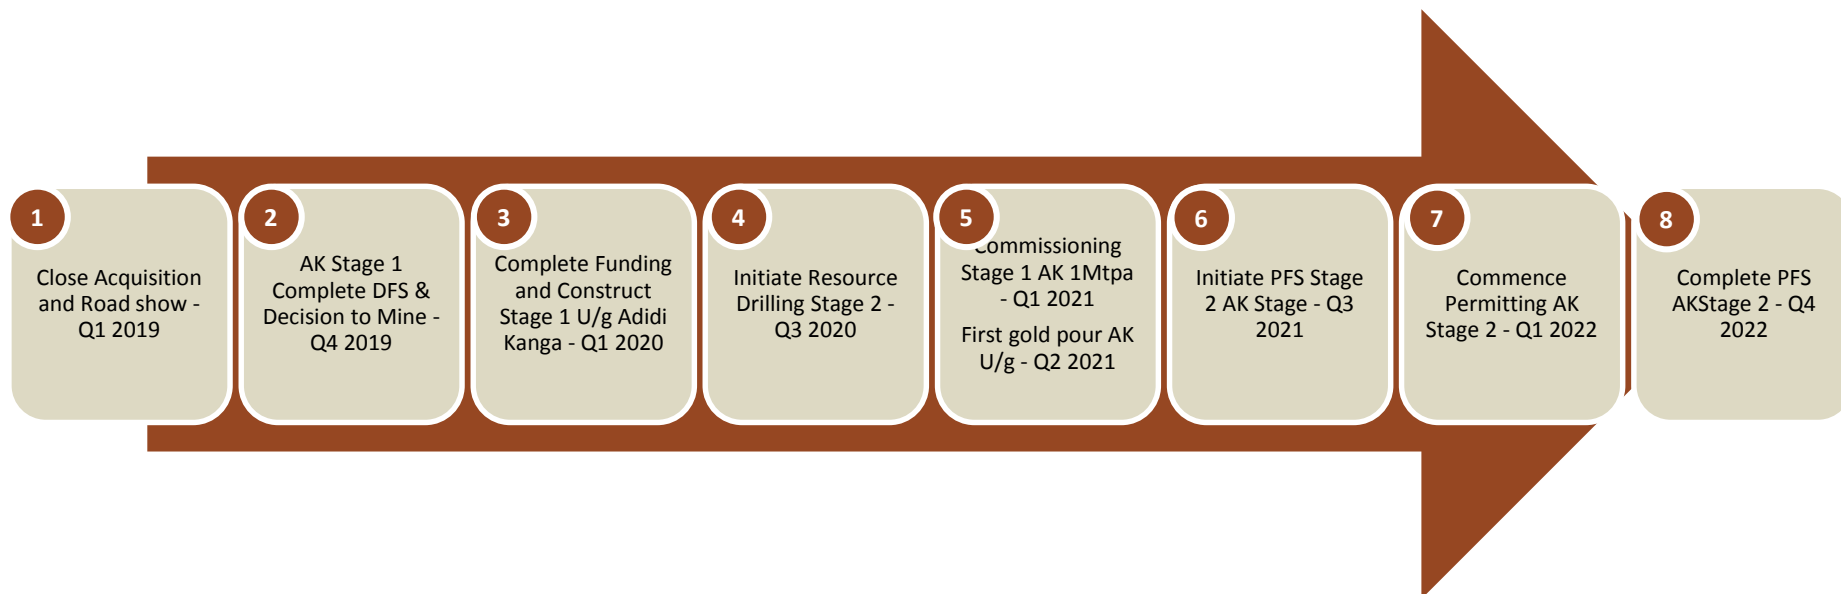 1
Close Acquisition
and Road show -
Q1 2019
2
AK Stage 1
Complete DFS &
Decision to Mine -
Q4 2019
3
Complete Funding
and Construct
Stage 1 U/g Adidi
Kanga - Q1 2020
4
Initiate Resource
Drilling Stage 2 -
Q3 2020
5
Commissioning
Stage 1 AK 1Mtpa
- Q1 2021
First gold pour AK
U/g - Q2 2021
6
Initiate PFS Stage
2 AK Stage - Q3
2021
7
Commence
Permitting AK
Stage 2 - Q1 2022
8
Complete PFS
AKStage 2 - Q4
2022